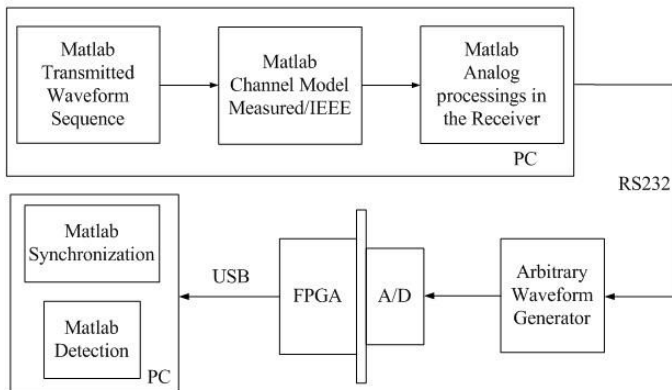 Matlab
Transmitted
Waveform
Sequence
Matlab
Channel Model
Measured/IEEE
Matlab
Analog
processings in
the Receiver
PC
RS232
Matlab
Synchronization
Matlab
Detection
PC
USB
FPGA
A/D
Arbitrary
Waveform
Generator